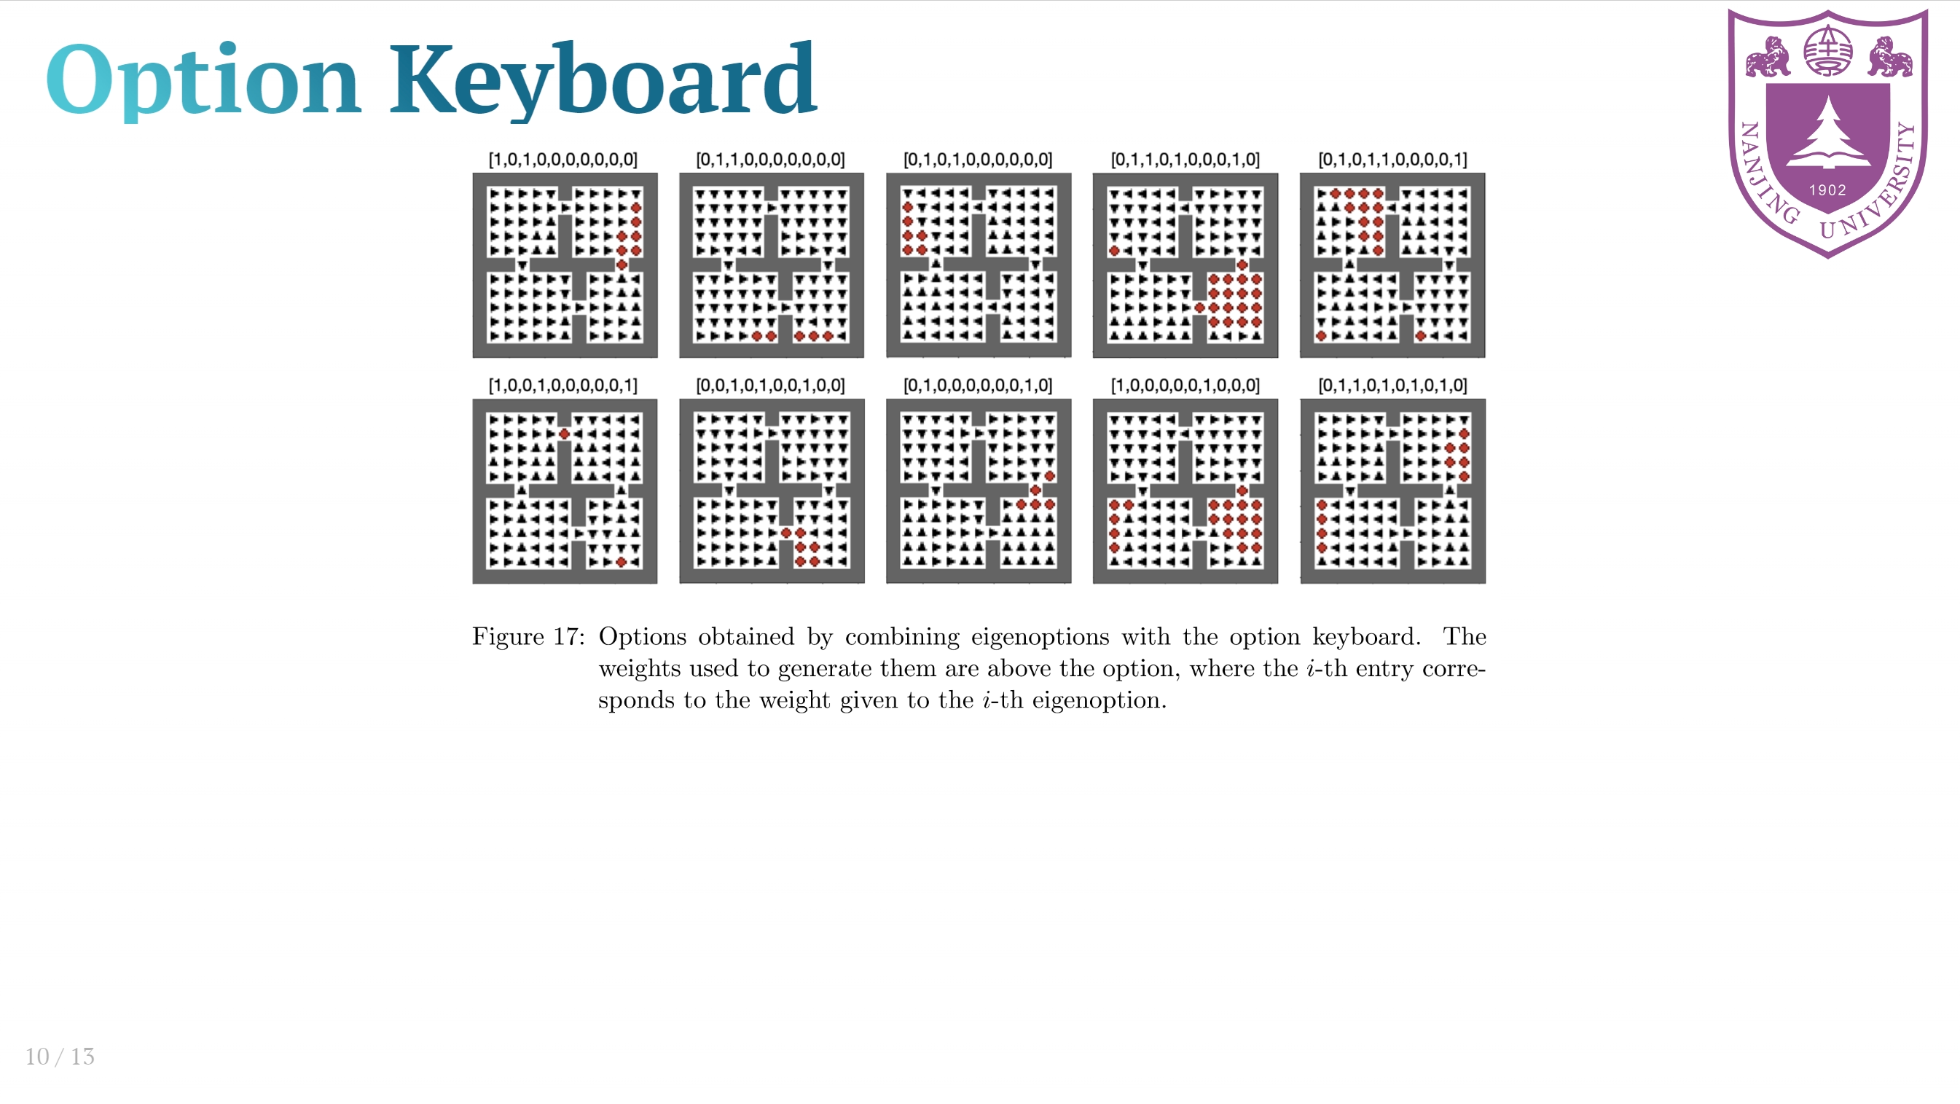 Option Keyboard
NANJING UNIVERSITY
1902
[1,0,1,0,0,0,0,0,0,0] [0,1,1,0,0,0,0,0,0,0] [0,1,0,1,0,0,0,0,0,0] [0,1,1,0,1,0,0,0,1,0] [0,1,0,1,1,0,0,0,0,1]
[1,0,0,1,0,0,0,0,0,1] [0,0,1,0,1,0,0,1,0,0] [0,1,0,0,0,0,0,0,1,0] [1,0,0,0,0,0,1,0,0,0] [0,1,1,0,1,0,1,0,1,0]
Figure 17: Options obtained by combining eigenoptions with the option keyboard. The
weights used to generate them are above the option, where the i-th entry corre-
sponds to the weight given to the i-th eigenoption.
10 / 13